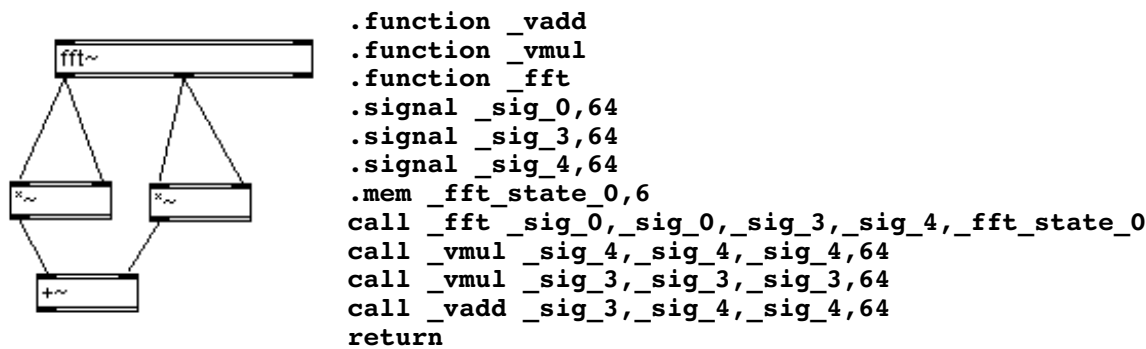 fft~
*~
*~
+~
.function _vadd
.function _vmul
.function _fft
.signal _sig_0,64
.signal _sig_3,64
.signal _sig_4,64
.mem _fft_state_0,6
call _fft _sig_0,_sig_0,_sig_3,_sig_4,_fft_state_0
call _vmul _sig_4,_sig_4,_sig_4,64
call _vmul _sig_3,_sig_3,_sig_3,64
call _vadd _sig_3,_sig_4,_sig_4,64
return